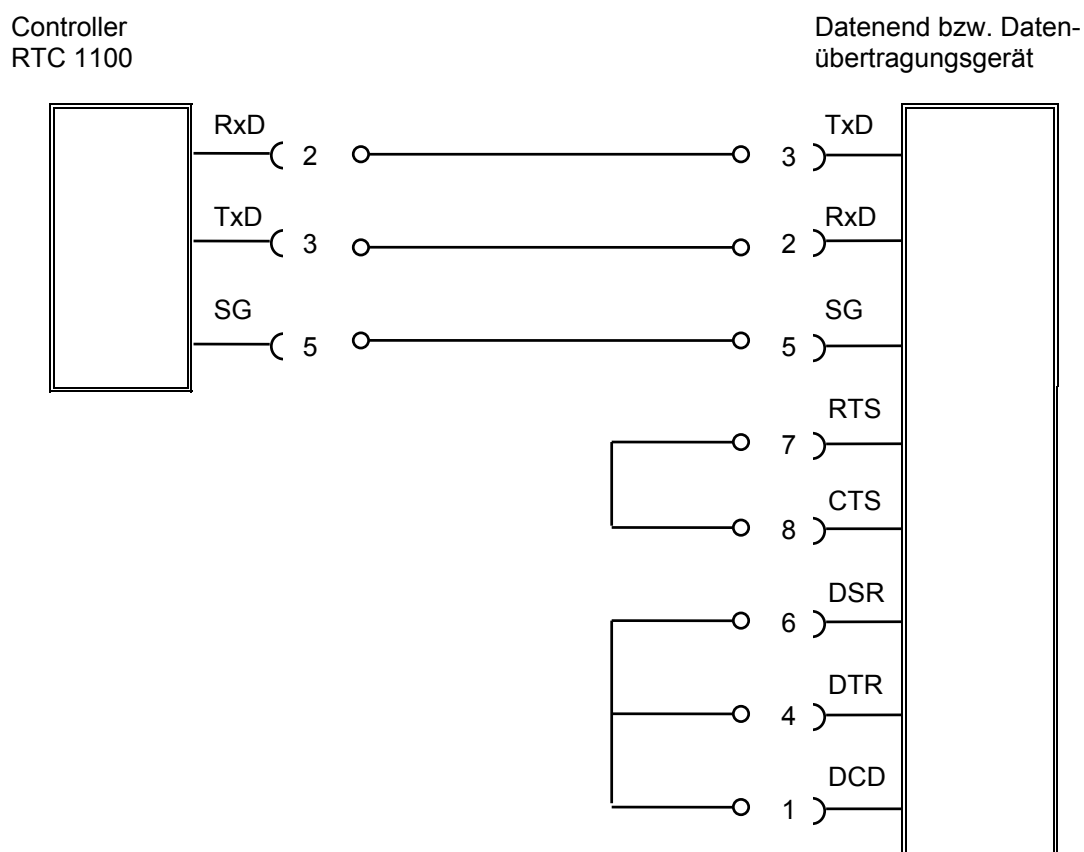 Controller
RTC 1100
Datenend bzw. Daten-
übertragungsgerät
RxD
2
3
TxD
TxD
3
2
RxD
SG
5
5
SG
RTS
7
CTS
8
DSR
6
DTR
4
DCD
1